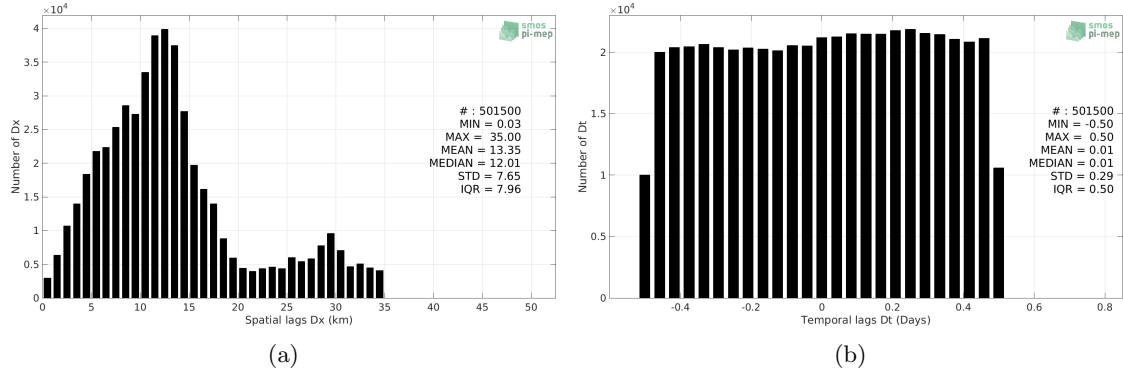 ×10⁴
4
3.5
3
2.5
2
1.5
1
0.5
0
Number of Dx
0 5 10 15 20 25 30 35 40 45 50
Spatial lags Dx (km)
smos
pi-mep
# : 501500
MIN = 0.03
MAX = 35.00
MEAN = 13.35
MEDIAN = 12.01
STD = 7.65
IQR = 7.96
(a)
×10⁴
2
1.5
1
0.5
0
Number of Dt
-0.4 -0.2 0 0.2 0.4 0.6 0.8
Temporal lags Dt (Days)
smos
pi-mep
# : 501500
MIN = -0.50
MAX = 0.50
MEAN = 0.01
MEDIAN = 0.01
STD = 0.29
IQR = 0.50
(b)